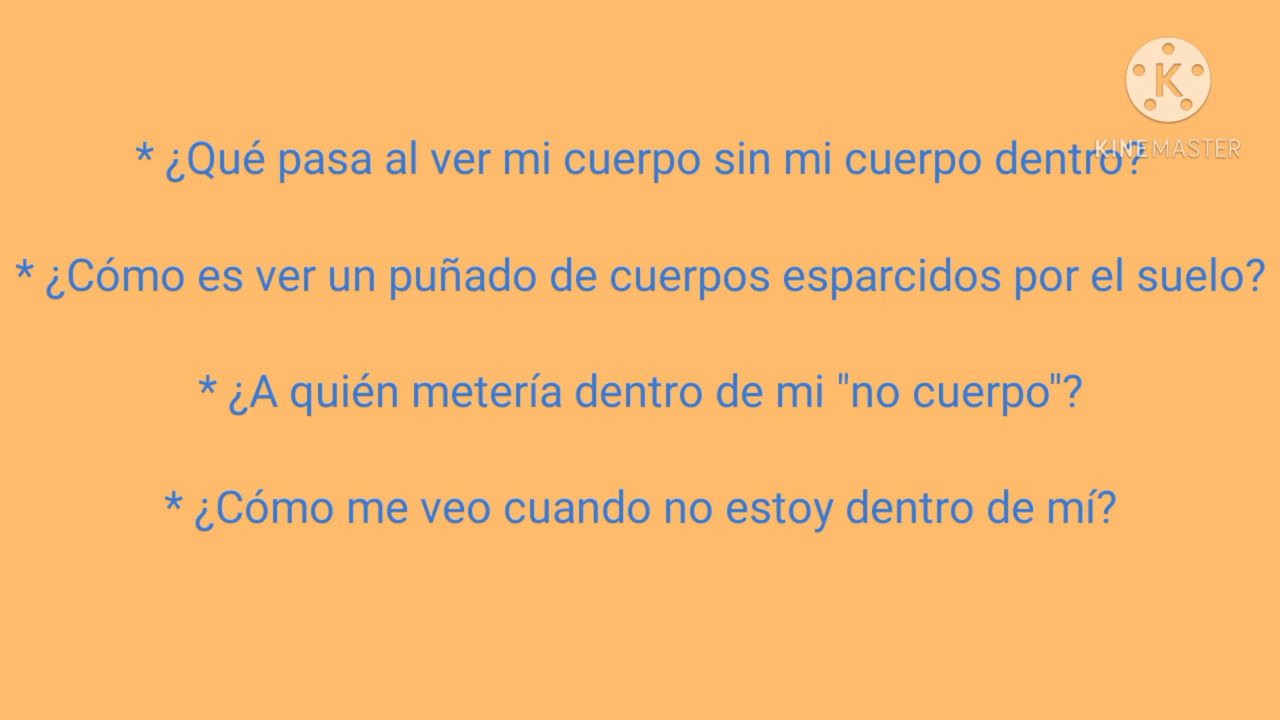 K
KINEMASTER
* ¿Qué pasa al ver mi cuerpo sin mi cuerpo dentro?
* ¿Cómo es ver un puñado de cuerpos esparcidos por el suelo?
* ¿A quién metería dentro de mi "no cuerpo"?
* ¿Cómo me veo cuando no estoy dentro de mí?